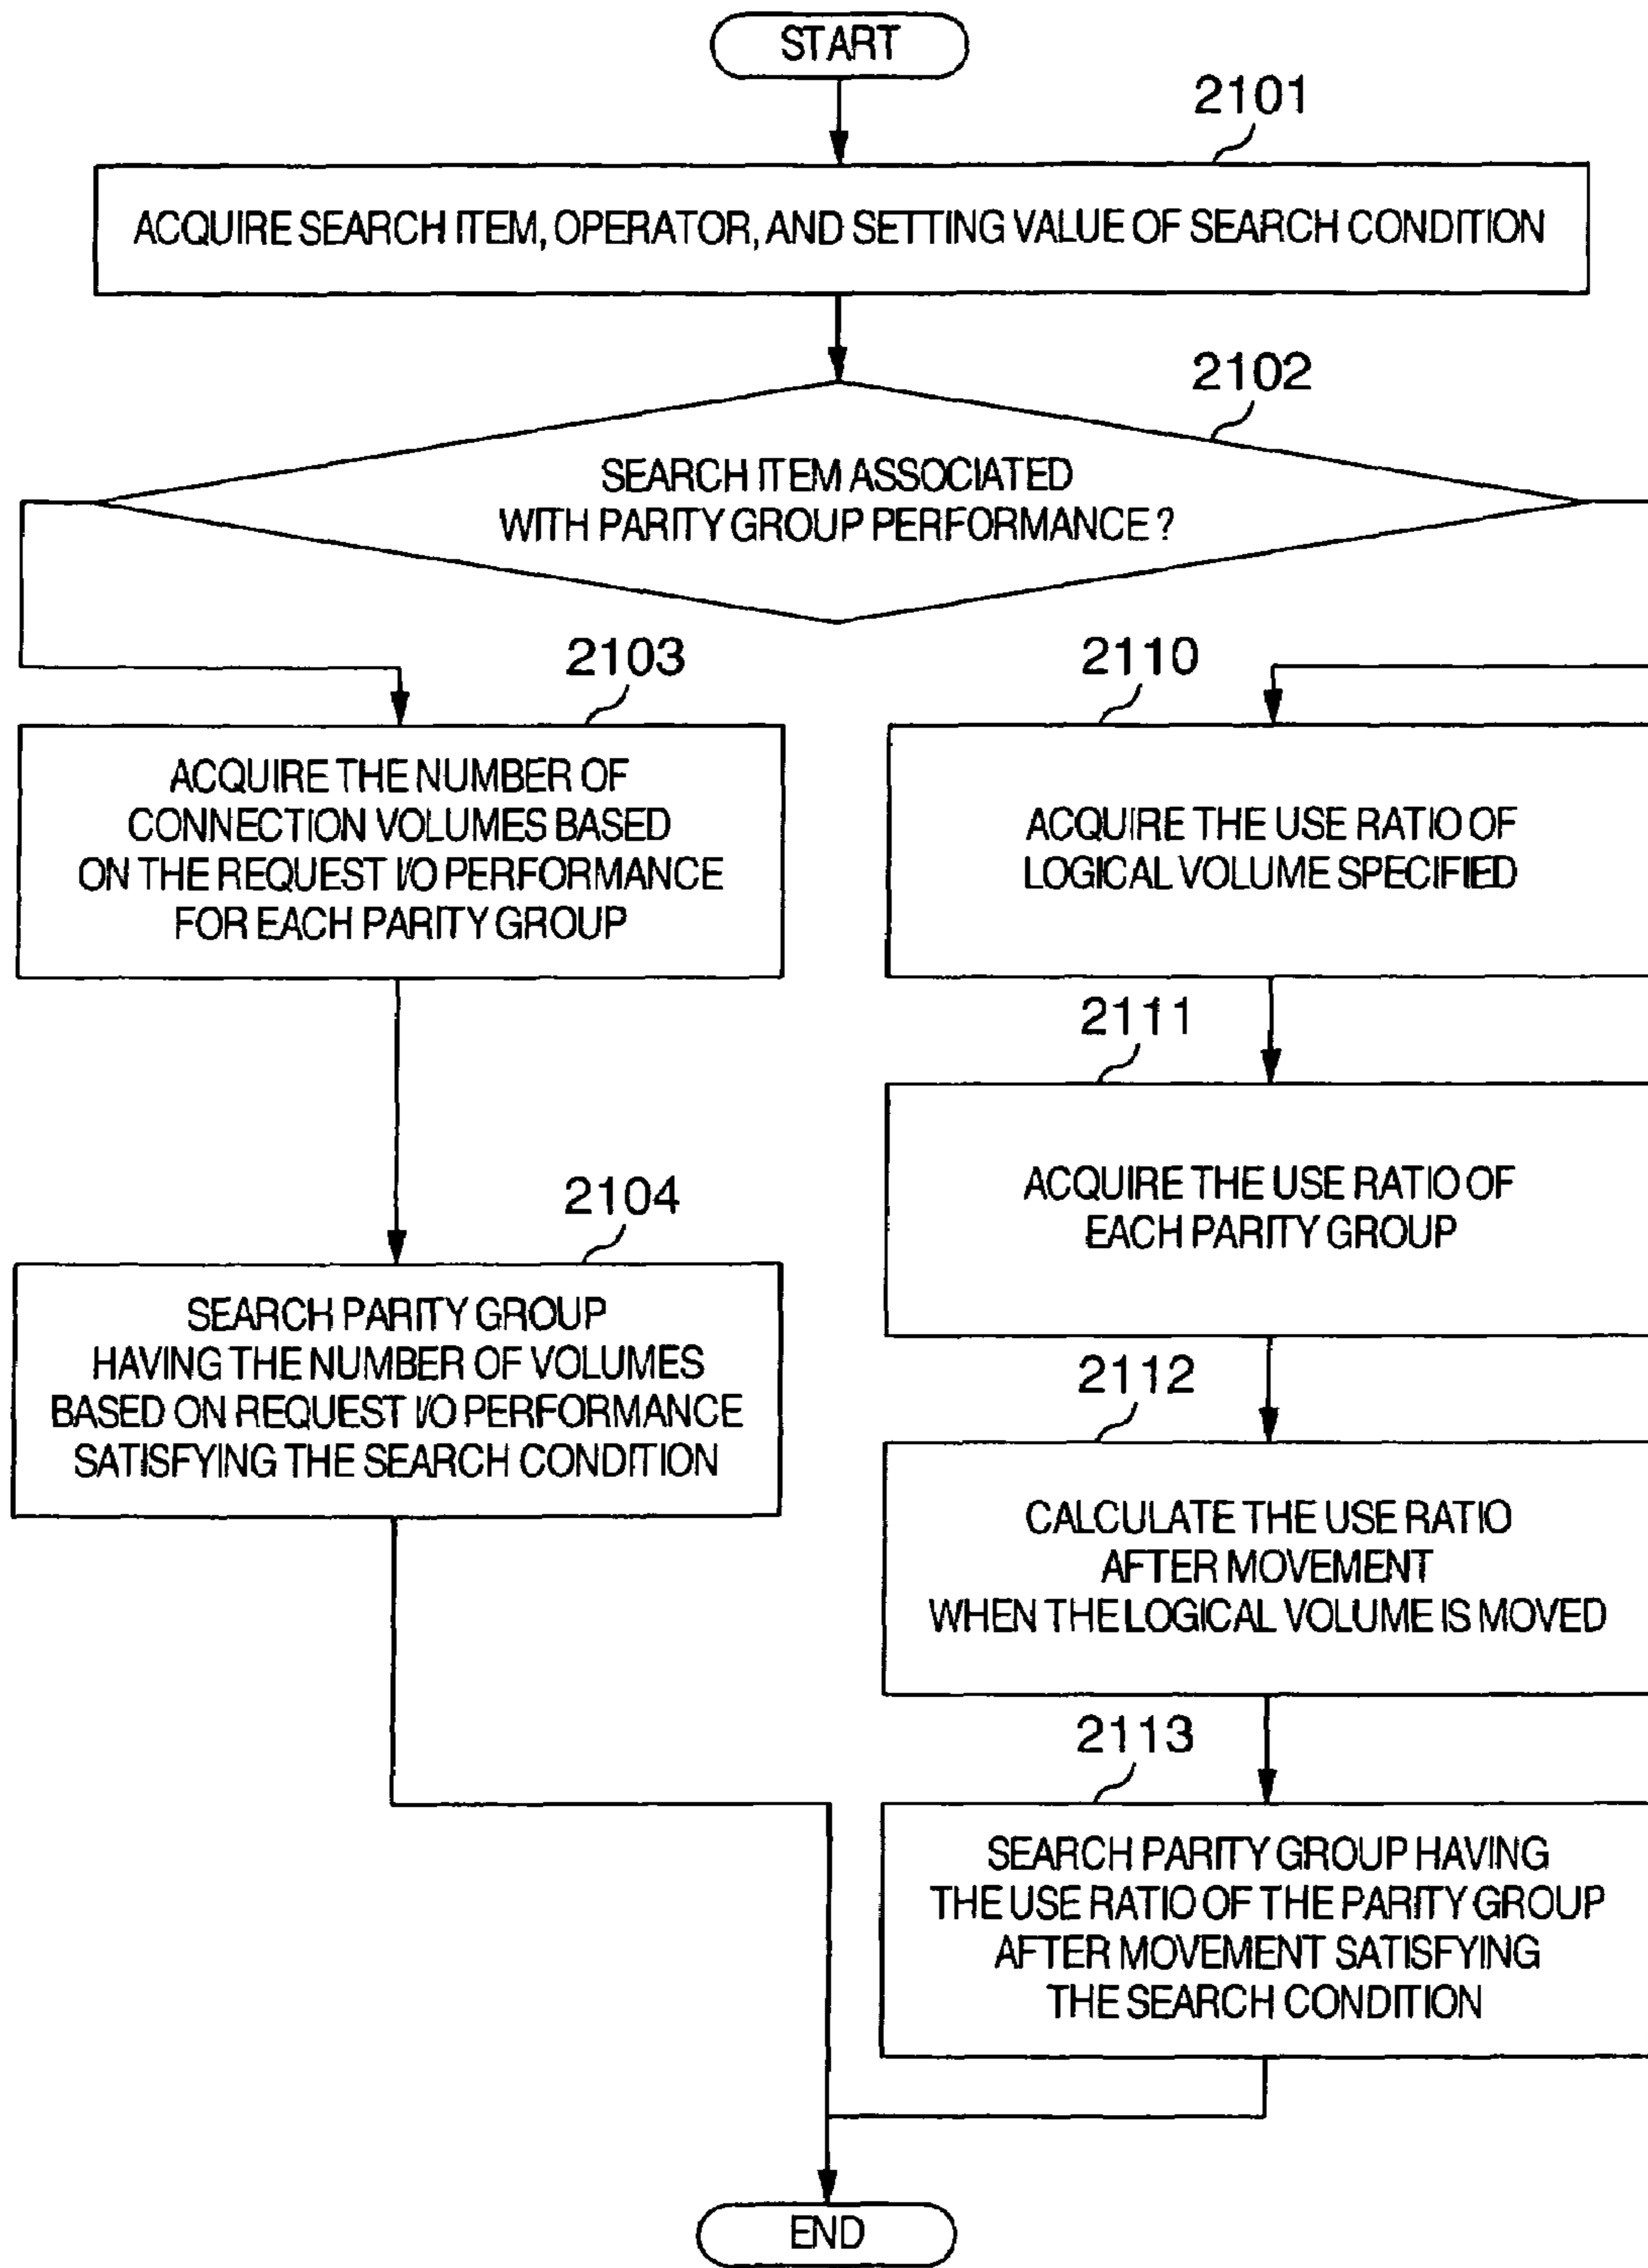 START
2101
ACQUIRE SEARCH ITEM, OPERATOR, AND SETTING VALUE OF SEARCH CONDITION
2102
SEARCH ITEM ASSOCIATED
WITH PARITY GROUP PERFORMANCE?
2103
ACQUIRE THE NUMBER OF
CONNECTION VOLUMES BASED
ON THE REQUEST I/O PERFORMANCE
FOR EACH PARITY GROUP
2104
SEARCH PARITY GROUP
HAVING THE NUMBER OF VOLUMES
BASED ON REQUEST I/O PERFORMANCE
SATISFYING THE SEARCH CONDITION
2110
ACQUIRE THE USE RATIO OF
LOGICAL VOLUME SPECIFIED
2111
ACQUIRE THE USE RATIO OF
EACH PARITY GROUP
2112
CALCULATE THE USE RATIO
AFTER MOVEMENT
WHEN THE LOGICAL VOLUME IS MOVED
2113
SEARCH PARITY GROUP HAVING
THE USE RATIO OF THE PARITY GROUP
AFTER MOVEMENT SATISFYING
THE SEARCH CONDITION
END